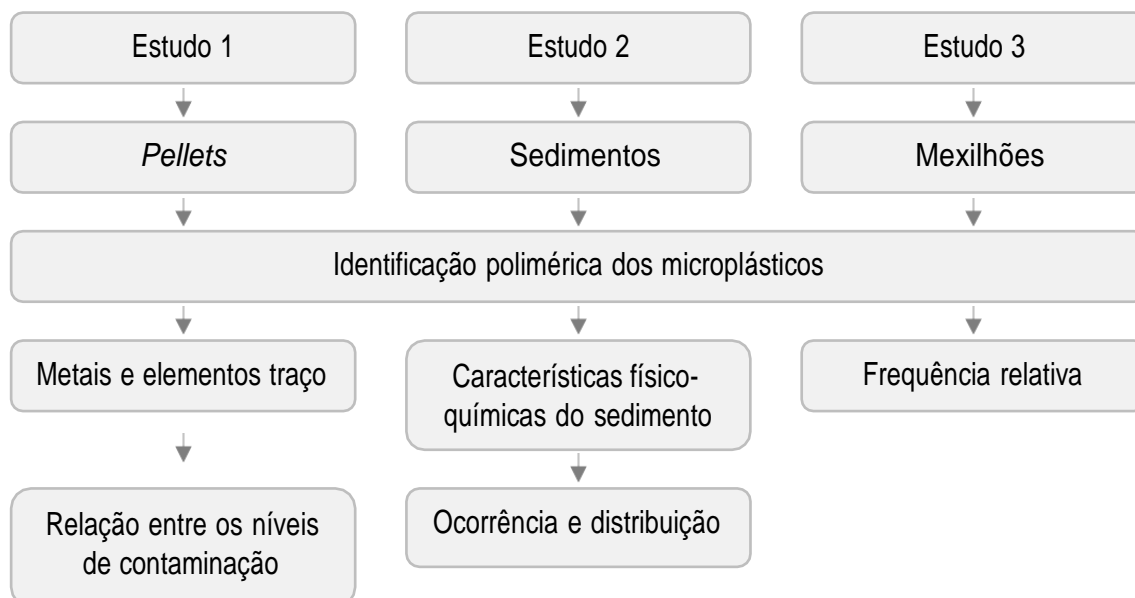 Estudo 1
Estudo 2
Estudo 3
Pellets
Sedimentos
Mexilhões
Identificação polimérica dos microplásticos
Metais e elementos traço
Características físico-
químicas do sedimento
Frequência relativa
Relação entre os níveis
de contaminação
Ocorrência e distribuição